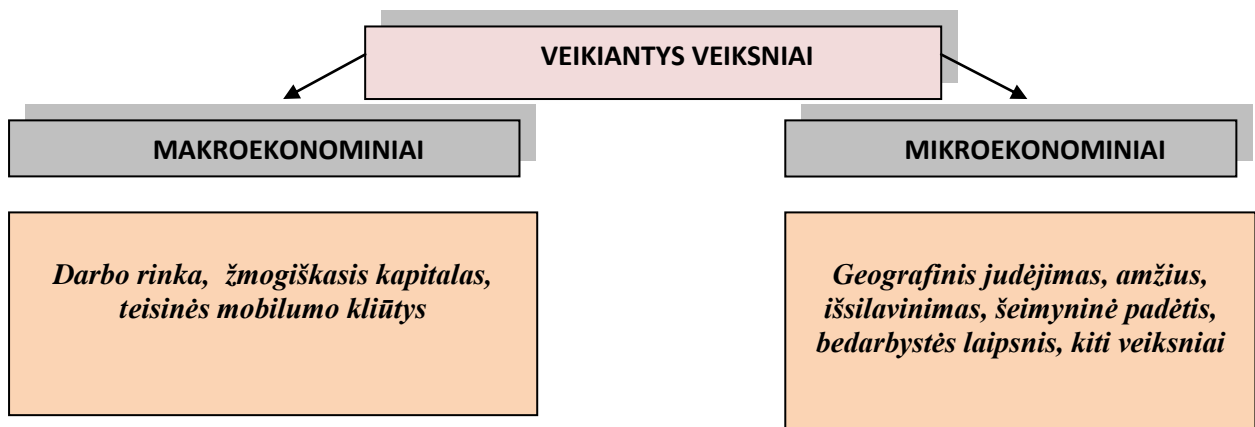 VEIKIANTYS VEIKSNIAI
MAKROEKONOMINIAI
MIKROEKONOMINIAI
Darbo rinka, žmogiškasis kapitalas,
teisinės mobilumo kliūtys
Geografinis judėjimas, amžius,
išsilavinimas, šeimyninė padėtis,
bedarbystės laipsnis, kiti veiksniai